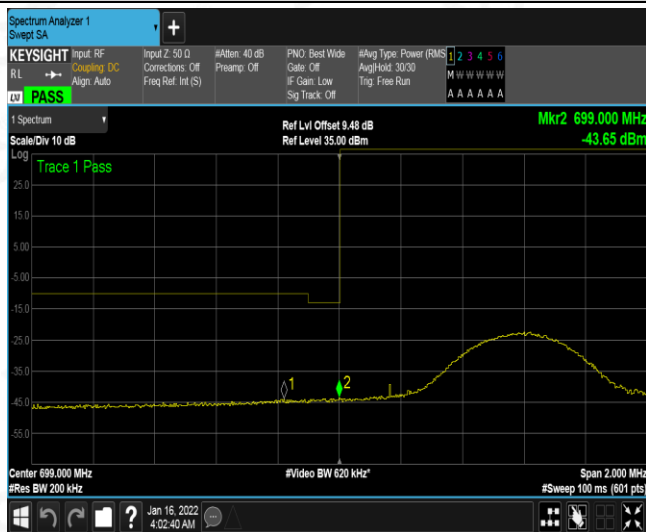 Spectrum Analyzer 1
Swept SA
+
KEYSIGHT Input: RF Input Z: 50 Ω #Atten: 40 dB PNO: Best Wide #Avg Type: Power (RMS 1 2 3 4 5 6
RL Coupling: DC Corrections: Off Preamp: Off Gate: Off Avg|Hold: 30/30 M W W W W W
Align: Auto Freq Ref: Int (S) IF Gain: Low Trig: Free Run
LXI PASS Sig Track: Off A A A A A A
1 Spectrum Ref Lvl Offset 9.48 dB Mkr2 699.000 MHz
Scale/Div 10 dB Ref Level 35.00 dBm -43.65 dBm
Log
Trace 1 Pass
25.0
15.0
5.00
-5.00
-15.0
-25.0
-35.0
1 2
-45.0
-55.0
Center 699.000 MHz #Video BW 620 kHz* Span 2.000 MHz
#Res BW 200 kHz #Sweep 100 ms (601 pts)
? Jan 16, 2022
4:02:40 AM